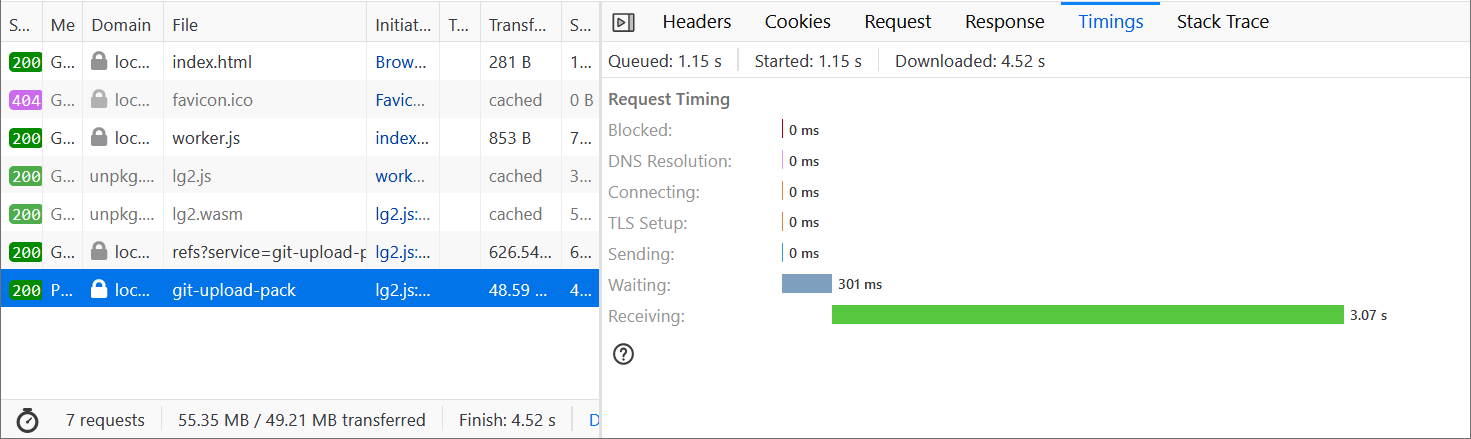 S... Me Domain File Initiat... T... Transf... S...
200 G... loc... index.html Brow... 281 B 1...
404 G... loc... favicon.ico Favic... cached 0 B
200 G... loc... worker.js index... 853 B 7...
200 G... unpkg.... lg2.js work... cached 3...
200 G... unpkg.... lg2.wasm lg2.js:... cached 5...
200 G... loc... refs?service=git-upload-p lg2.js:... 626.54... 6...
200 P... loc... git-upload-pack lg2.js:... 48.59 ... 4...
7 requests 55.35 MB / 49.21 MB transferred Finish: 4.52 s D
Headers Cookies Request Response Timings Stack Trace
Queued: 1.15 s Started: 1.15 s Downloaded: 4.52 s
Request Timing
Blocked: 0 ms
DNS Resolution: 0 ms
Connecting: 0 ms
TLS Setup: 0 ms
Sending: 0 ms
Waiting: 301 ms
Receiving: 3.07 s